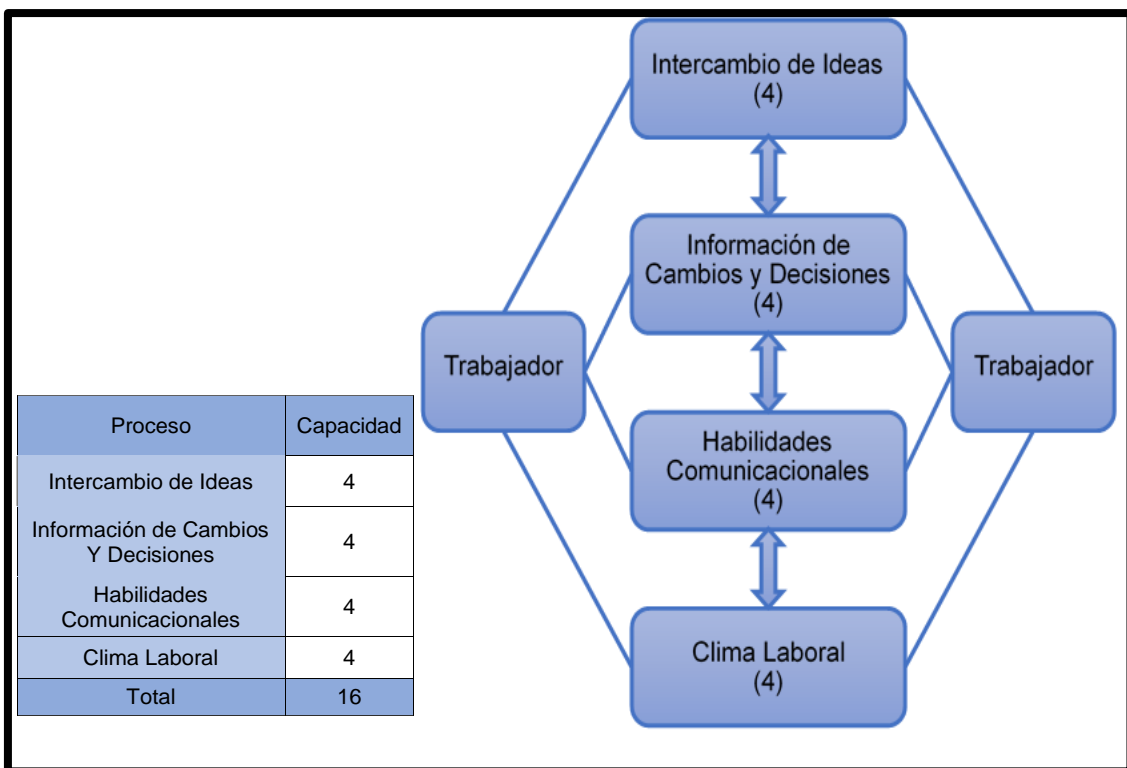 Intercambio de Ideas
(4)
Información de
Cambios y Decisiones
(4)
Trabajador
Trabajador
Habilidades
Comunicacionales
(4)
Clima Laboral
(4)
Proceso Capacidad
Intercambio de Ideas 4
Información de Cambios
Y Decisiones 4
Habilidades
Comunicacionales 4
Clima Laboral 4
Total 16